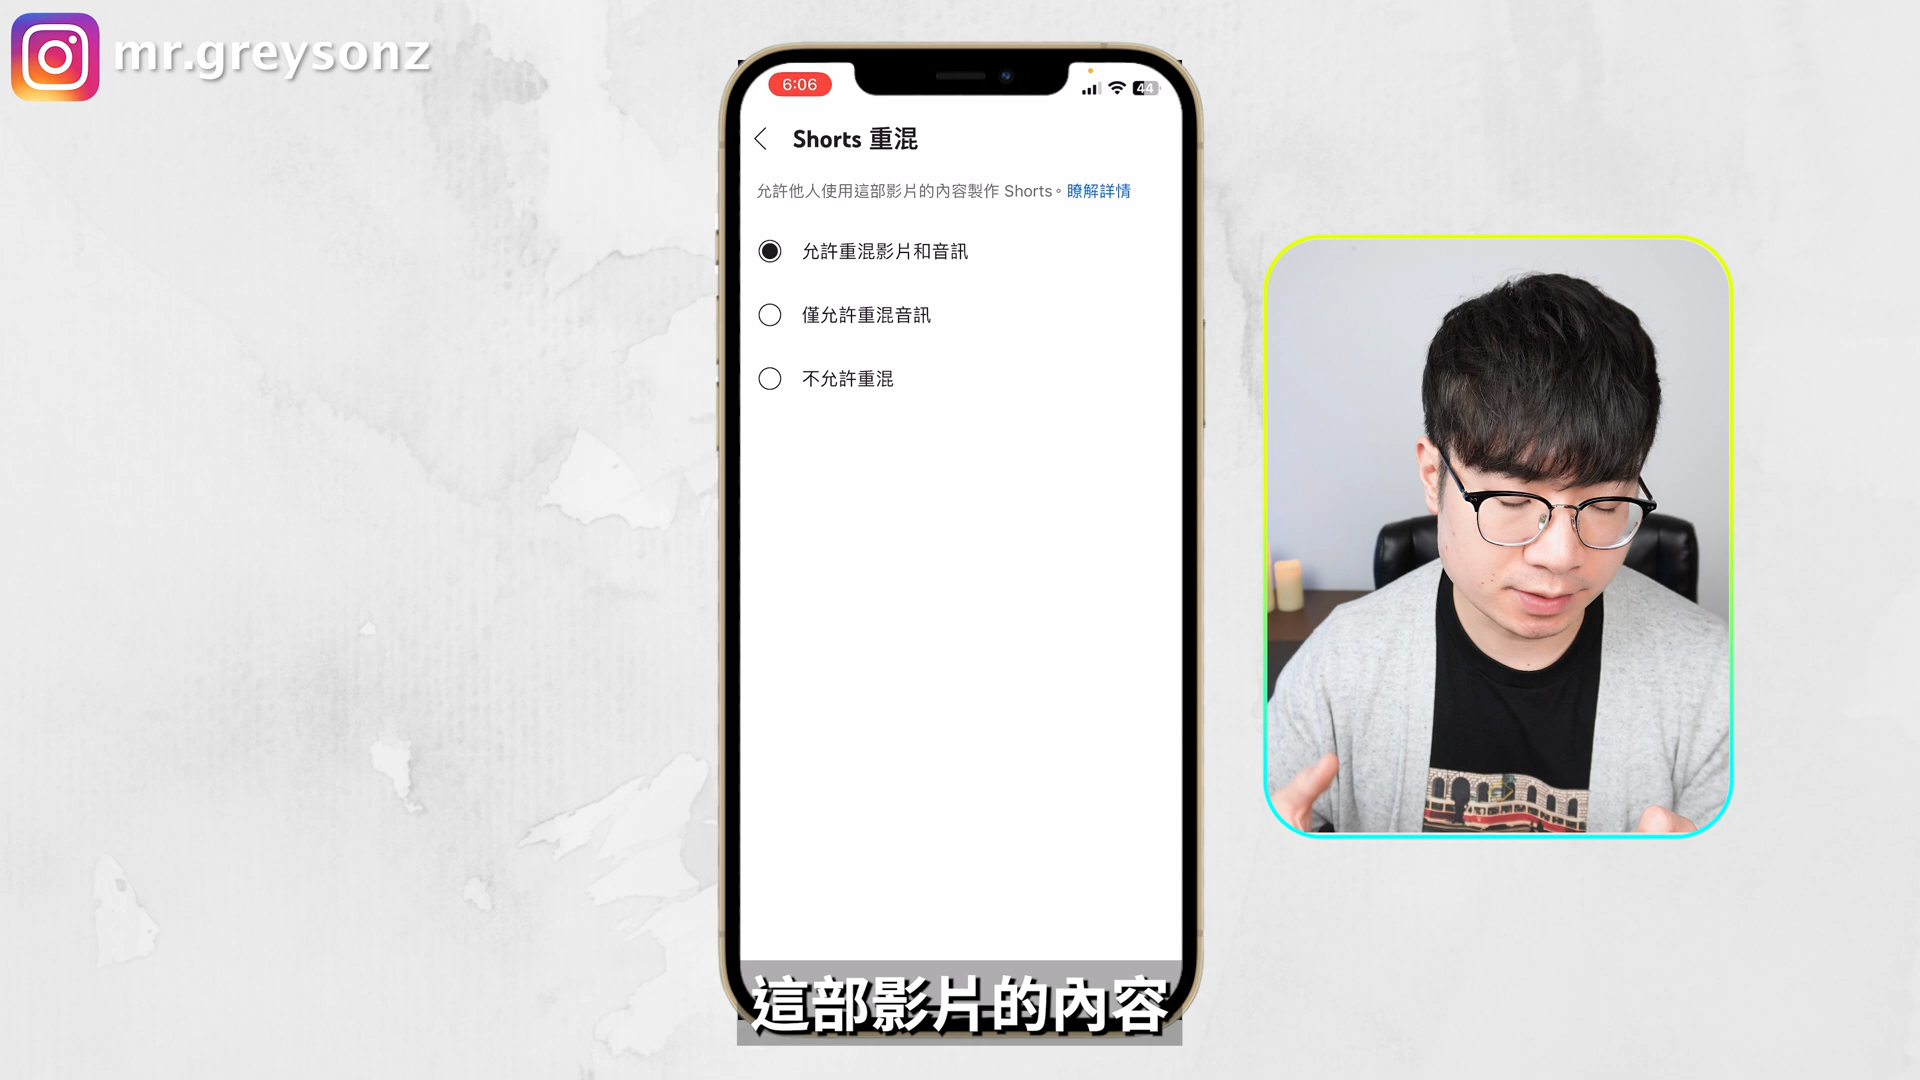 mr.greysonz
6:06
44
Shorts 重混
允許他人使用這部影片的內容製作 Shorts。瞭解詳情
允許重混影片和音訊
僅允許重混音訊
不允許重混
這部影片的內容